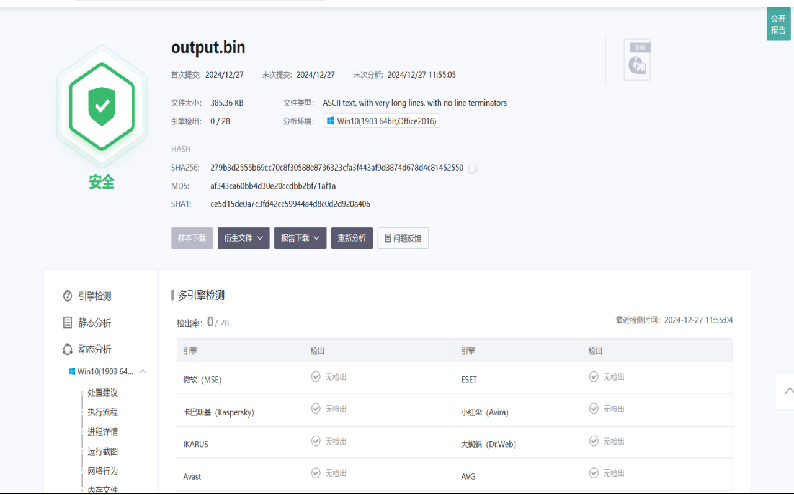 公开
报告
output.bin
BIN
首次提交: 2024/12/27 末次提交: 2024/12/27 末次分析: 2024/12/27 11:55:05
文件大小: 385.36 KB 文件类型: ASCII text, with very long lines, with no line terminators
引擎检出: 0 / 28 分析环境: Win10(1903 64bit,Office2016)
HASH
SHA256:
MD5:
SHA1:
安全
样本下载 衍生文件 报告下载 重新分析 问题反馈
引擎检测
静态分析
动态分析
Win10(1903 64...
处置建议
执行流程
进程详情
运行截图
网络行为
内存文件
多引擎检测
检出率: 0 / 28 最近检测时间: 2024-12-27 11:55:04
引擎 检出 引擎 检出
微软 (MSE) 无检出 ESET 无检出
卡巴斯基 (Kaspersky) 无检出 小红伞 (Avira) 无检出
IKARUS 无检出 大蜘蛛 (Dr.Web) 无检出
Avast 无检出 AVG 无检出